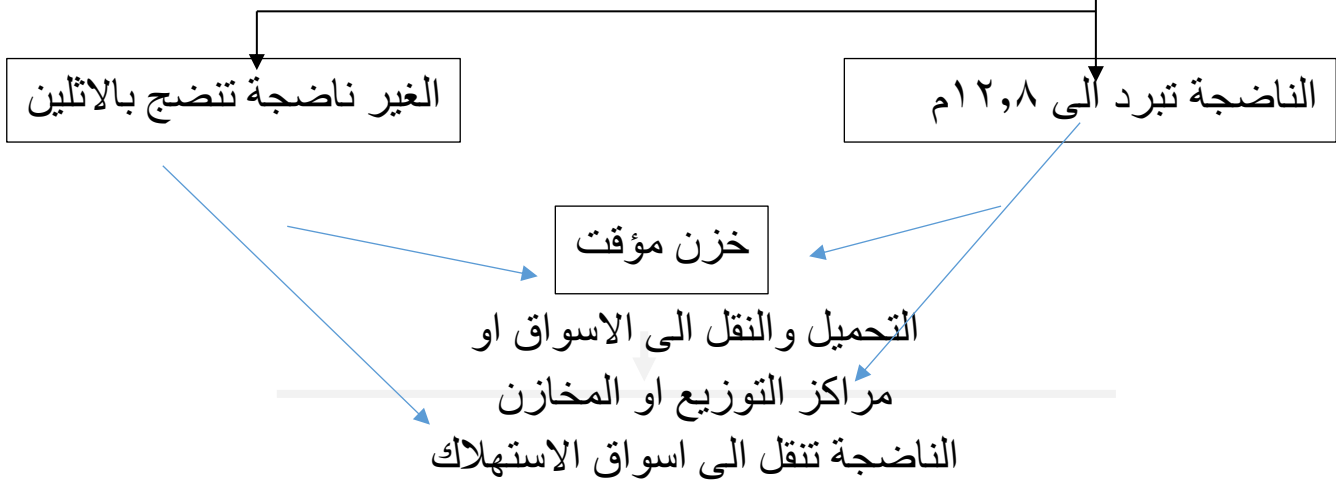 الناضجة تبرد الى ١٢,٨م
الغير ناضجة تنضج بالاثلين
خزن مؤقت
التحميل والنقل الى الاسواق او
مراكز التوزيع او المخازن
الناضجة تنقل الى اسواق الاستهلاك